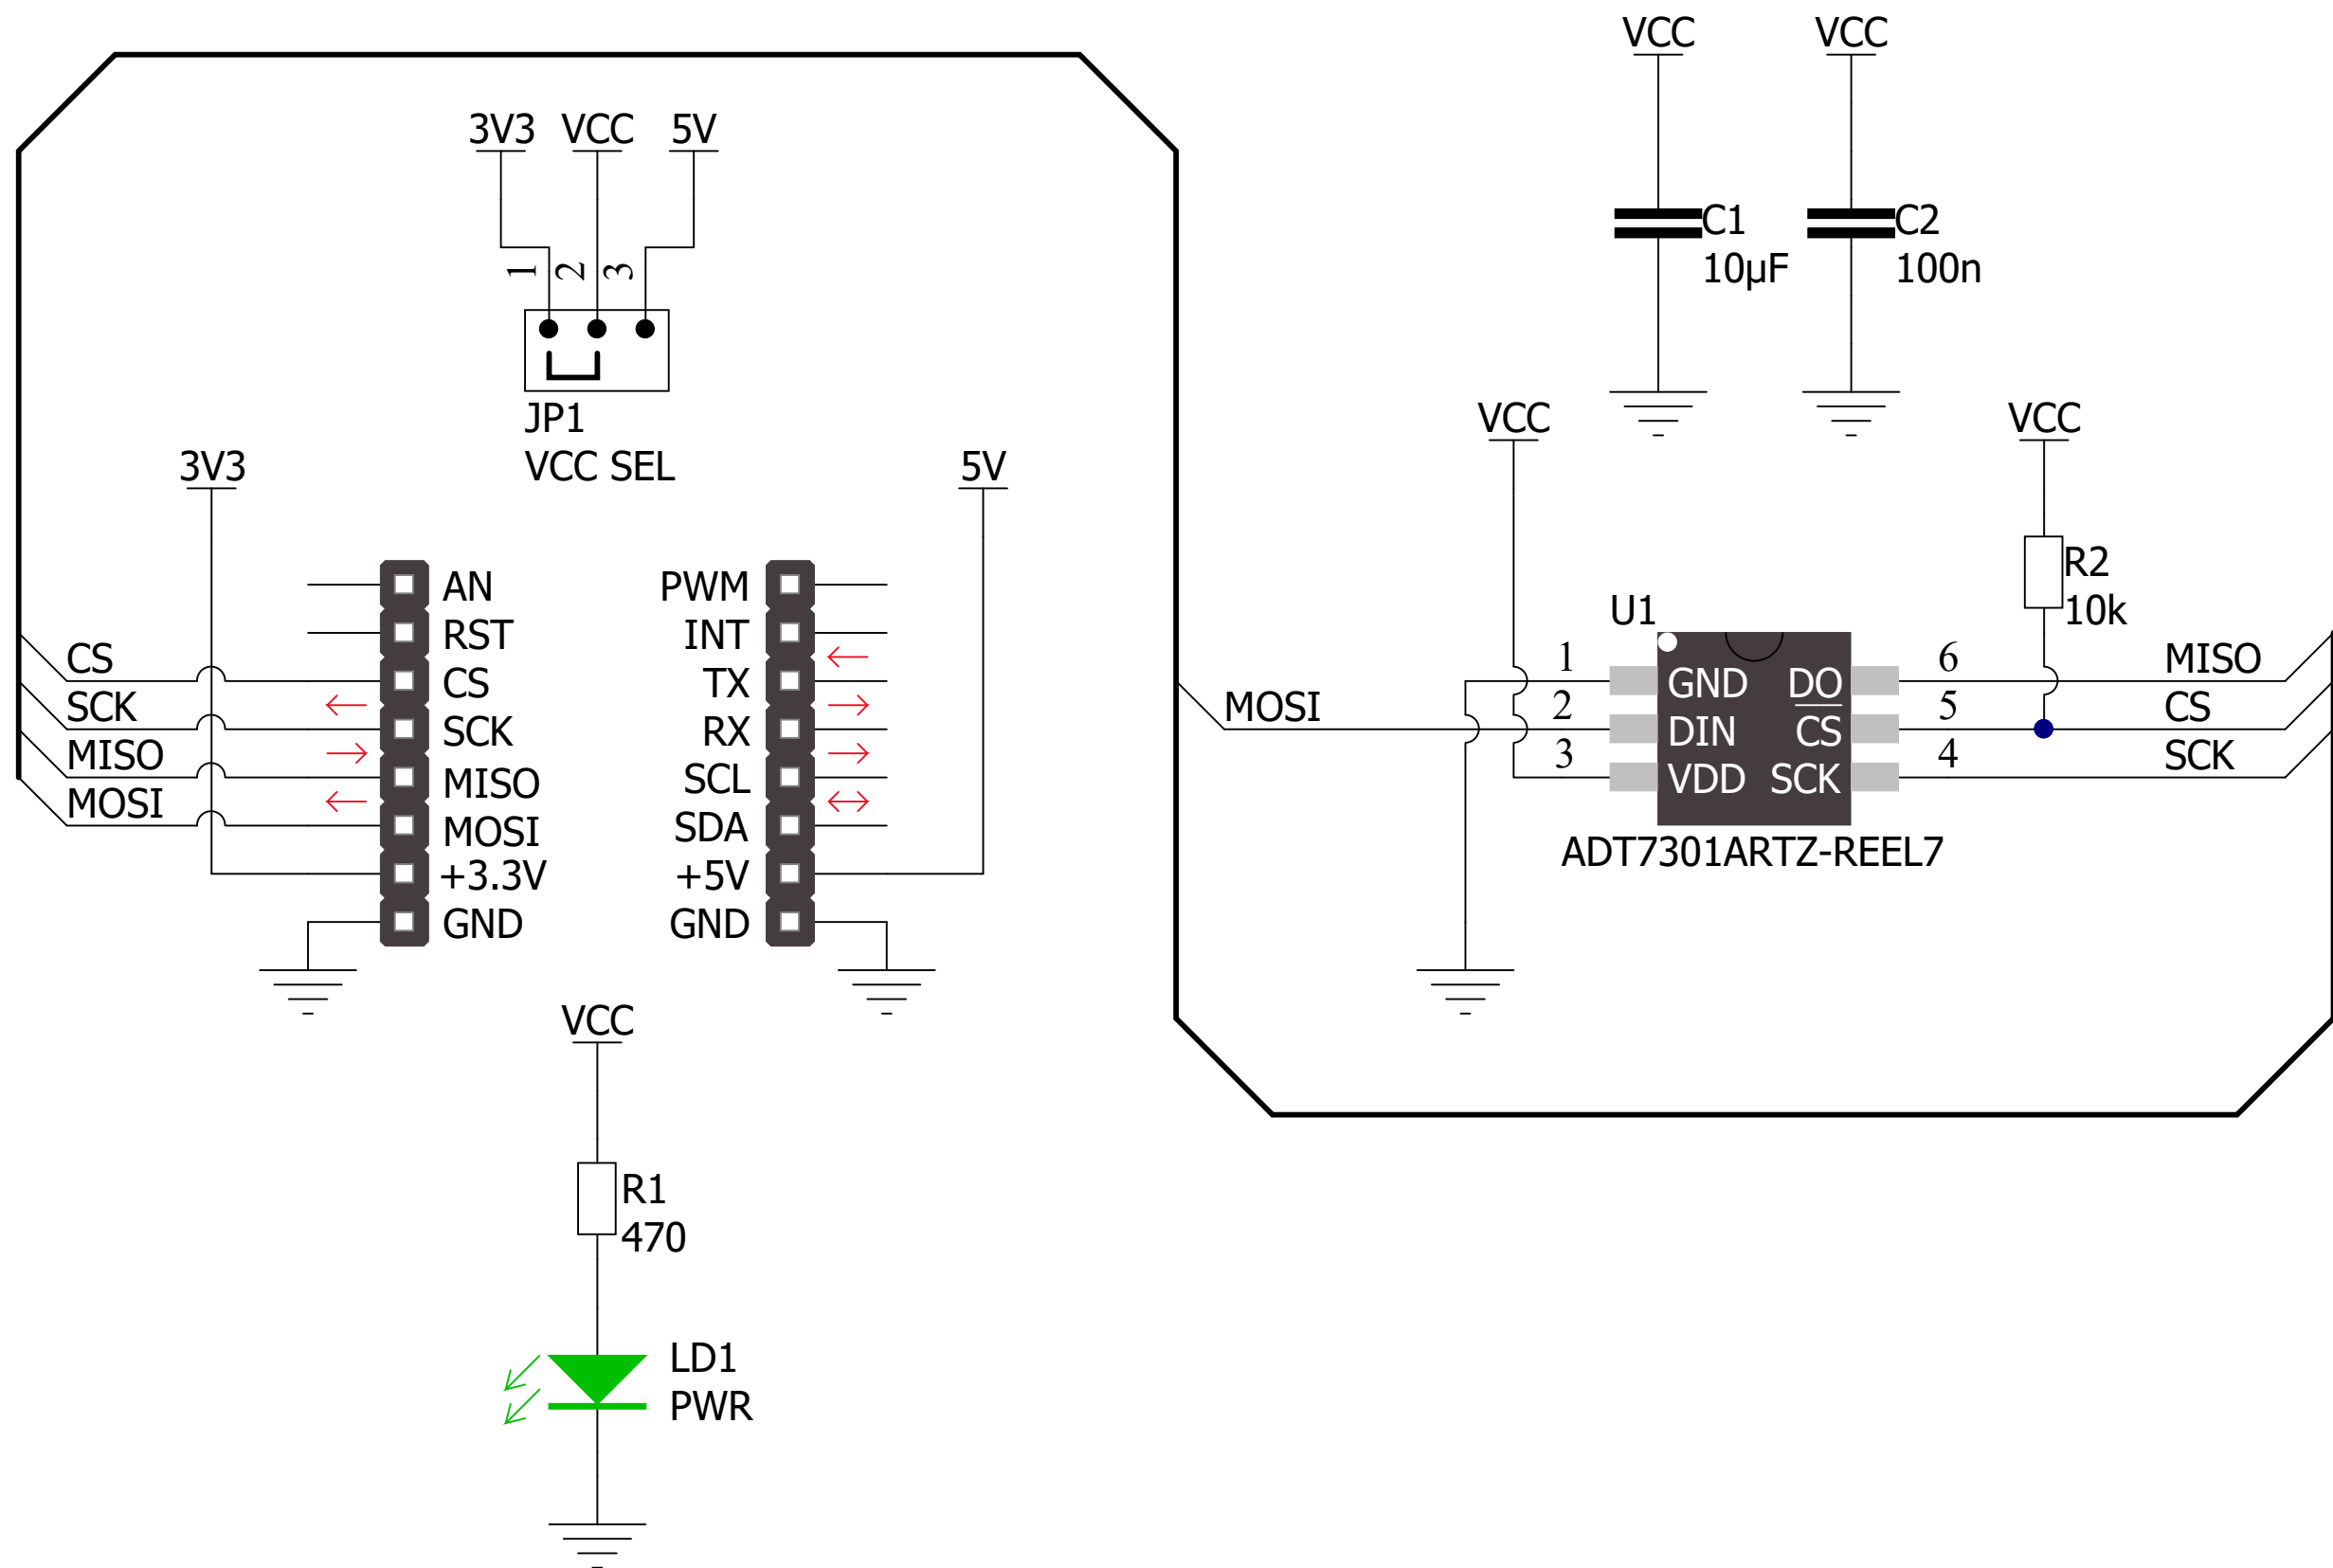 VCC
VCC
3V3
VCC
5V
1
2
3
C1
10µF
C2
100n
JP1
VCC SEL
3V3
5V
VCC
VCC
R2
10k
AN
RST
CS
SCK
MISO
MOSI
+3.3V
GND
PWM
INT
TX
RX
SCL
SDA
+5V
GND
CS
SCK
MISO
MOSI
MOSI
U1
1
2
3
GND
DIN
VDD
DO
CS
SCK
6
5
4
MISO
CS
SCK
ADT7301ARTZ-REEL7
VCC
R1
470
LD1
PWR